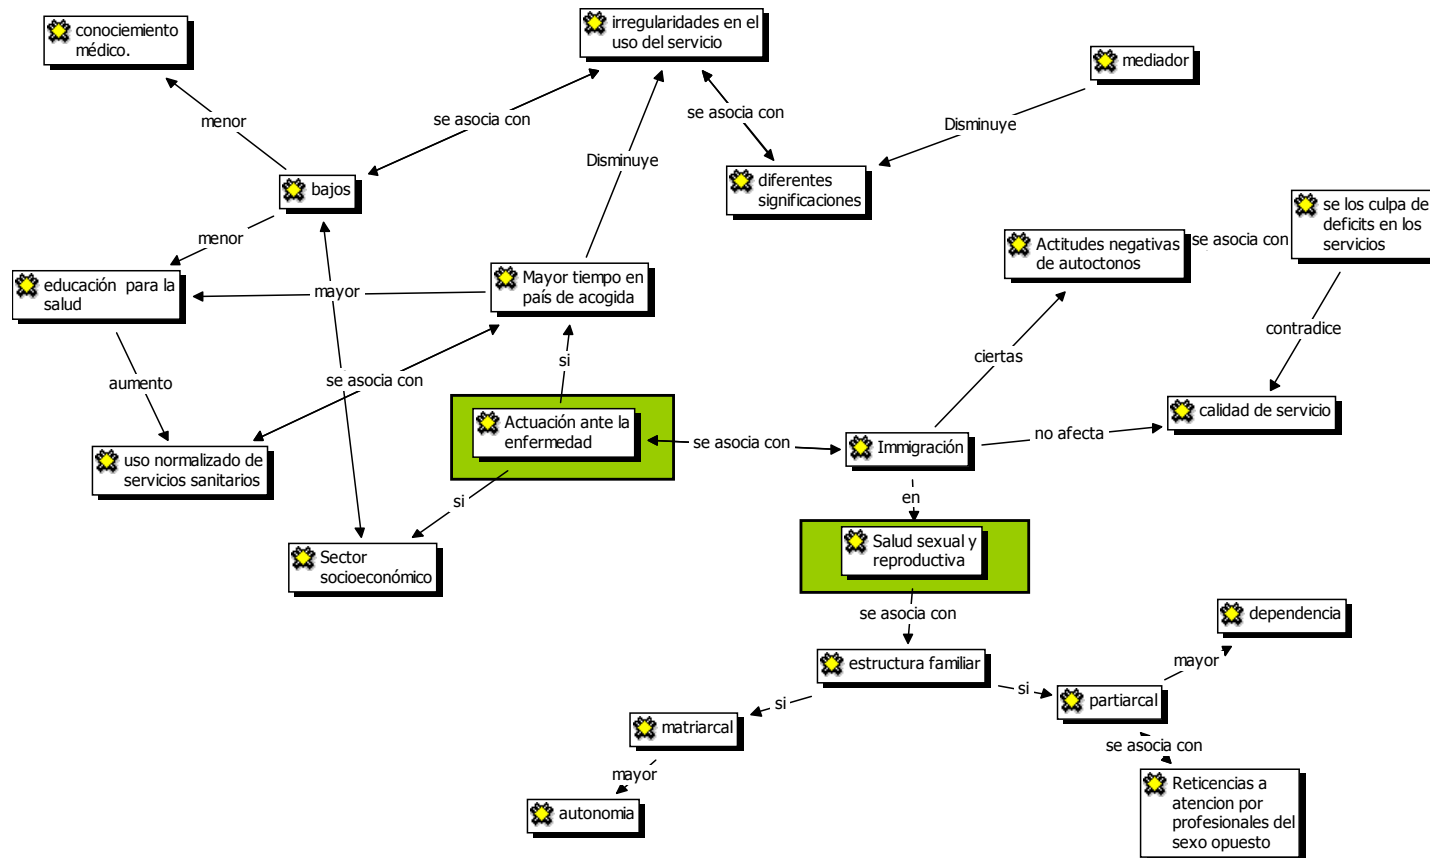 conociemiento
médico.
irregularidades en el
uso del servicio
mediador
menor
se asocia con
se asocia con
Disminuye
Disminuye
bajos
diferentes
significaciones
se los culpa de
deficits en los
servicios
menor
Actitudes negativas
de autoctonos
se asocia con
educación para la
salud
mayor
Mayor tiempo en
país de acogida
contradice
aumento
se asocia con
si
ciertas
Actuación ante la
enfermedad
calidad de servicio
se asocia con
Immigración
no afecta
uso normalizado de
servicios sanitarios
si
en
Sector
socioeconómico
Salud sexual y
reproductiva
se asocia con
dependencia
estructura familiar
mayor
si
si
partiarcal
matriarcal
se asocia con
mayor
autonomia
Reticencias a
atencion por
profesionales del
sexo opuesto